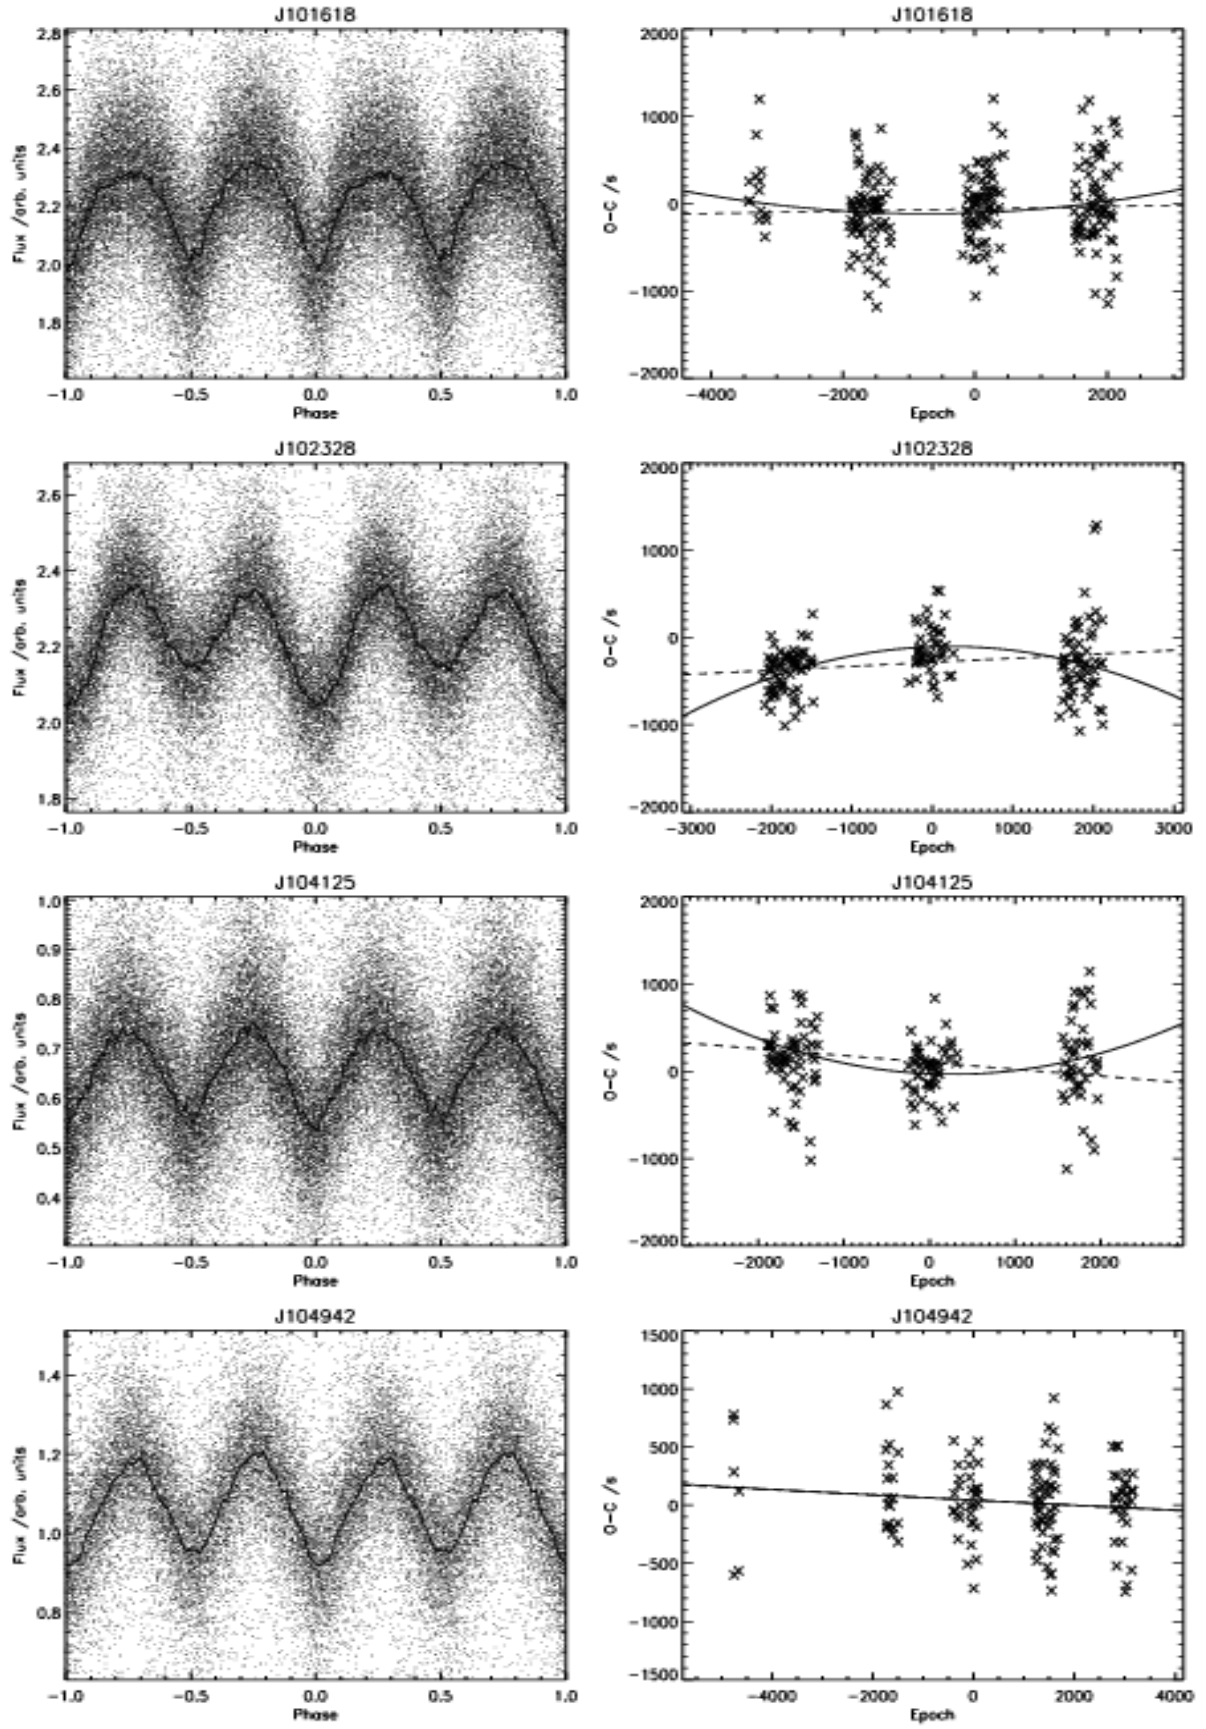 J101618
2.8
2.6
2.4
2.2
2.0
1.8
Flux /arb. units
-1.0 -0.5 0.0 0.5 1.0
Phase
J101618
2000
1000
0
-1000
-2000
O-C /s
-4000 -2000 0 2000
Epoch
J102328
2.6
2.4
2.2
2.0
1.8
Flux /arb. units
-1.0 -0.5 0.0 0.5 1.0
Phase
J102328
2000
1000
0
-1000
-2000
O-C /s
-3000 -2000 -1000 0 1000 2000 3000
Epoch
J104125
1.0
0.9
0.8
0.7
0.6
0.5
0.4
Flux /arb. units
-1.0 -0.5 0.0 0.5 1.0
Phase
J104125
2000
1000
0
-1000
-2000
O-C /s
-2000 -1000 0 1000 2000
Epoch
J104942
1.4
1.2
1.0
0.8
Flux /arb. units
-1.0 -0.5 0.0 0.5 1.0
Phase
J104942
1500
1000
500
0
-500
-1000
-1500
O-C /s
-4000 -2000 0 2000 4000
Epoch